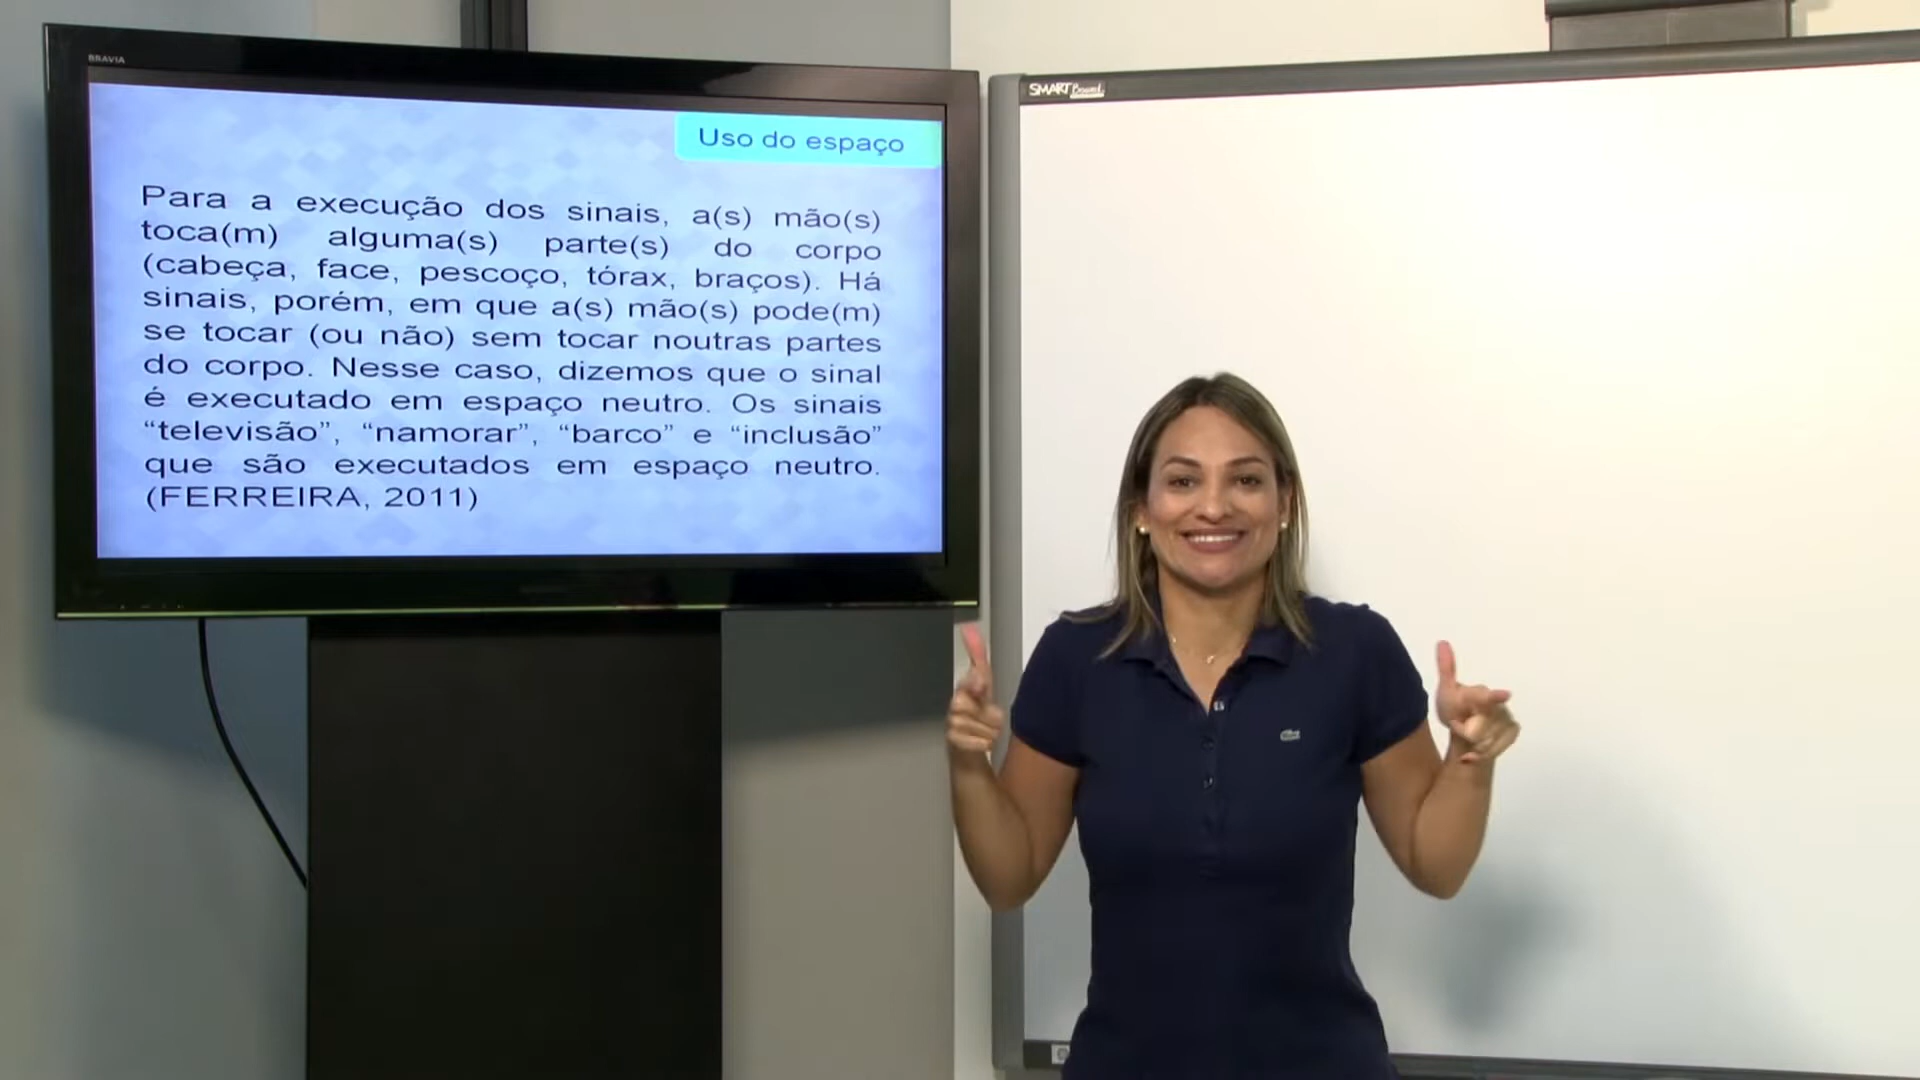 BRAVIA
SMART Board
Uso do espaço
Para a execução dos sinais, a(s) mão(s)
toca(m) alguma(s) parte(s) do corpo
(cabeça, face, pescoço, tórax, braços). Há
sinais, porém, em que a(s) mão(s) pode(m)
se tocar (ou não) sem tocar noutras partes
do corpo. Nesse caso, dizemos que o sinal
é executado em espaço neutro. Os sinais
“televisão”, “namorar”, “barco” e “inclusão”
que são executados em espaço neutro.
(FERREIRA, 2011)